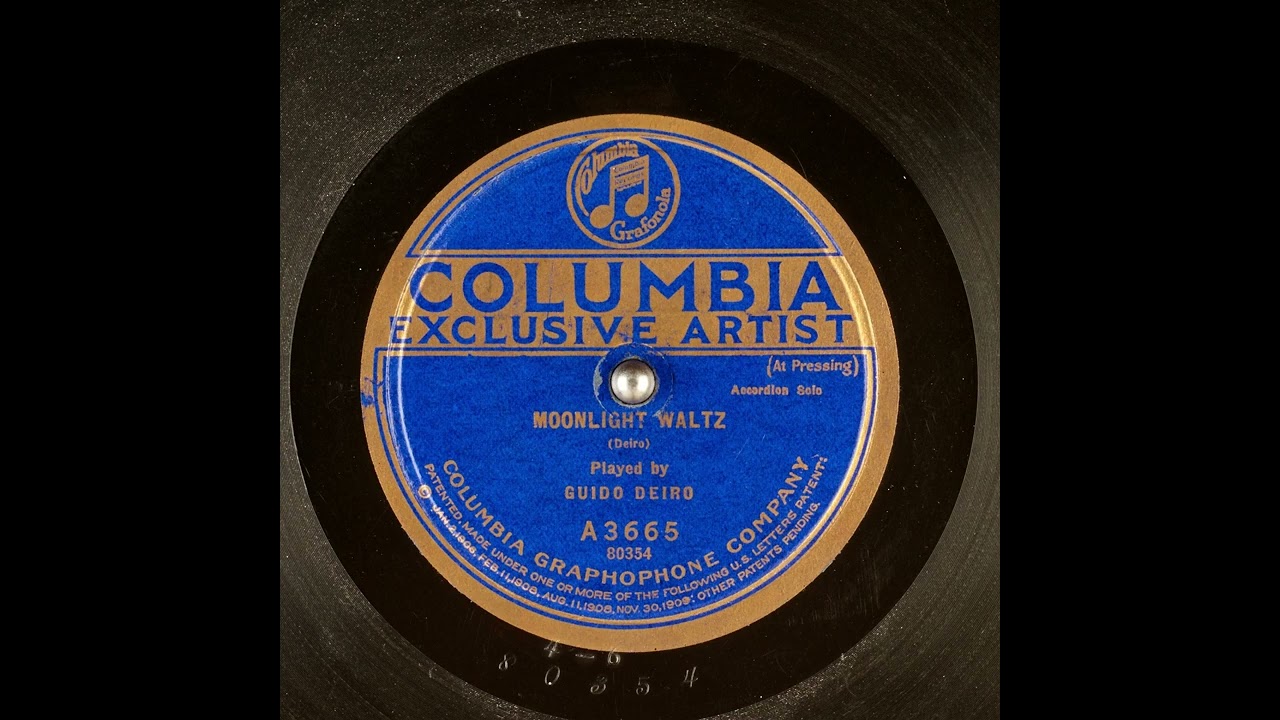 Columbia
Grafonola
COLUMBIA
EXCLUSIVE ARTIST
(At Pressing)
Accordion Solo
MOONLIGHT WALTZ
(Deiro)
Played by
GUIDO DEIRO
A3665
80354
COLUMBIA GRAPHOPHONE COMPANY
PATENTED, MADE UNDER ONE OR MORE OF THE FOLLOWING U.S. LETTERS PATENT:
JAN. 2, 1906, FEB. 11, 1908, AUG. 11, 1908, NOV. 30, 1909: OTHER PATENTS PENDING.
4-6
80354